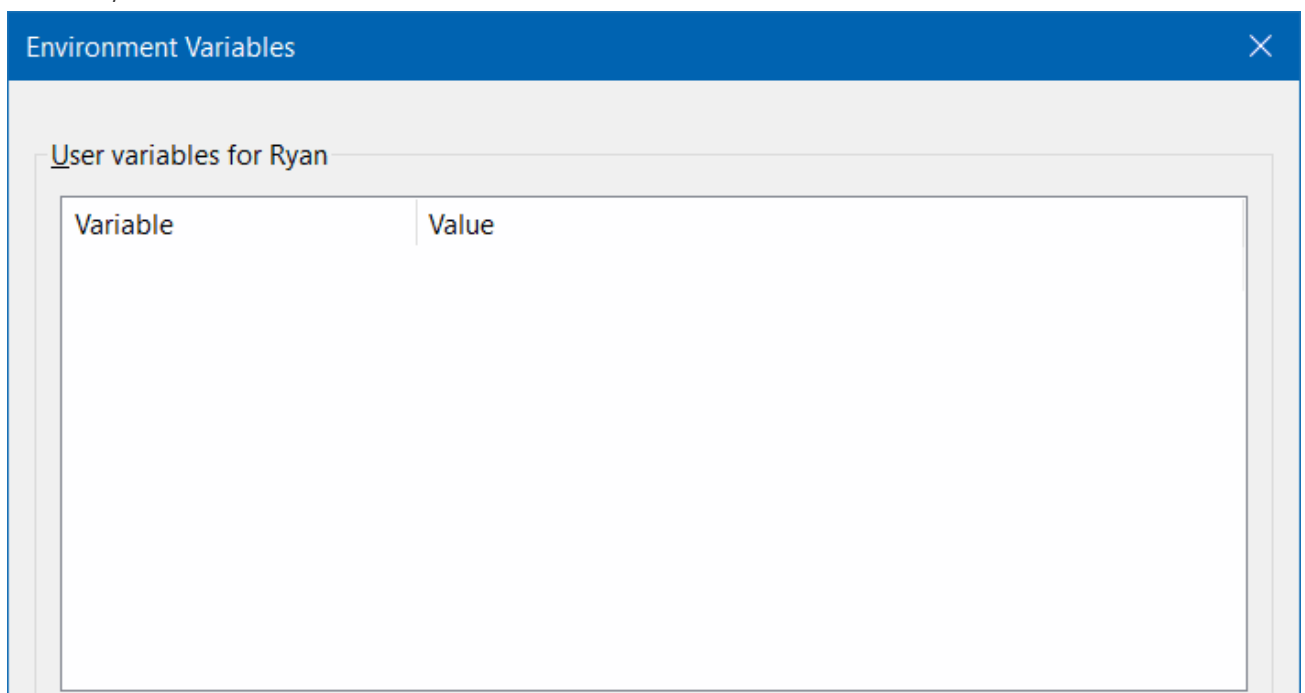 Environment Variables
User variables for Ryan
Variable Value